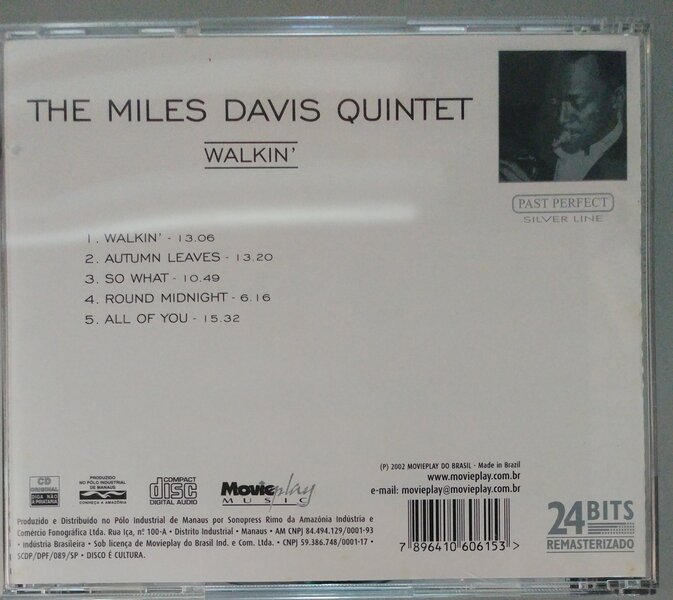 THE MILES DAVIS QUINTET
WALKIN'
PAST PERFECT
SILVER LINE
1. WALKIN' - 13.06
2. AUTUMN LEAVES - 13.20
3. SO WHAT - 10.49
4. ROUND MIDNIGHT - 6.16
5. ALL OF YOU - 15.32
(P) 2002 MOVIEPLAY DO BRASIL - Made in Brazil
www.movieplay.com.br
e-mail: movieplay@movieplay.com.br
CD
ORIGINAL
DIGA NÃO
À PIRATARIA
PRODUZIDO
NO PÓLO INDUSTRIAL
DE MANAUS
CONHEÇA A AMAZÔNIA
COMPACT
disc
DIGITAL AUDIO
Movieplay
MUSIC
Produzido e Distribuído no Pólo Industrial de Manaus por Sonopress Rimo da Amazônia Indústria e
Comércio Fonográfica Ltda. Rua Iça, nº 100-A • Distrito Industrial • Manaus • AM CNPJ 84.494.129/0001-93
• Indústria Brasileira • Sob licença de Movieplay do Brasil Ind. e Com. Ltda. • CNPJ 59.386.748/0001-17 •
SCDP/DPF/089/SP • DISCO É CULTURA.
7 896410 606153 >
24 BITS
REMASTERIZADO